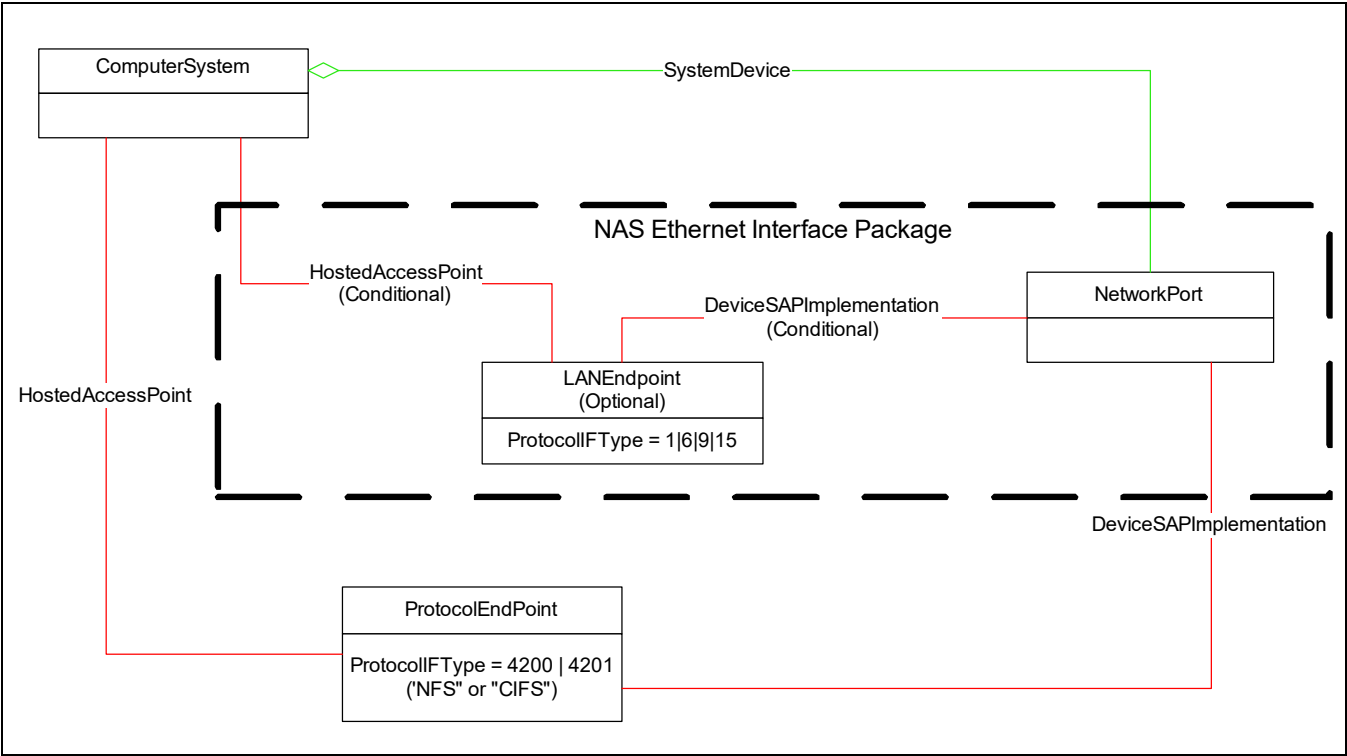 ComputerSystem
SystemDevice
NAS Ethernet Interface Package
HostedAccessPoint
(Conditional)
DeviceSAPImplementation
(Conditional)
NetworkPort
LANEndpoint
(Optional)
ProtocolIFType = 1|6|9|15
HostedAccessPoint
DeviceSAPImplementation
ProtocolEndPoint
ProtocolIFType = 4200 | 4201
('NFS" or "CIFS")